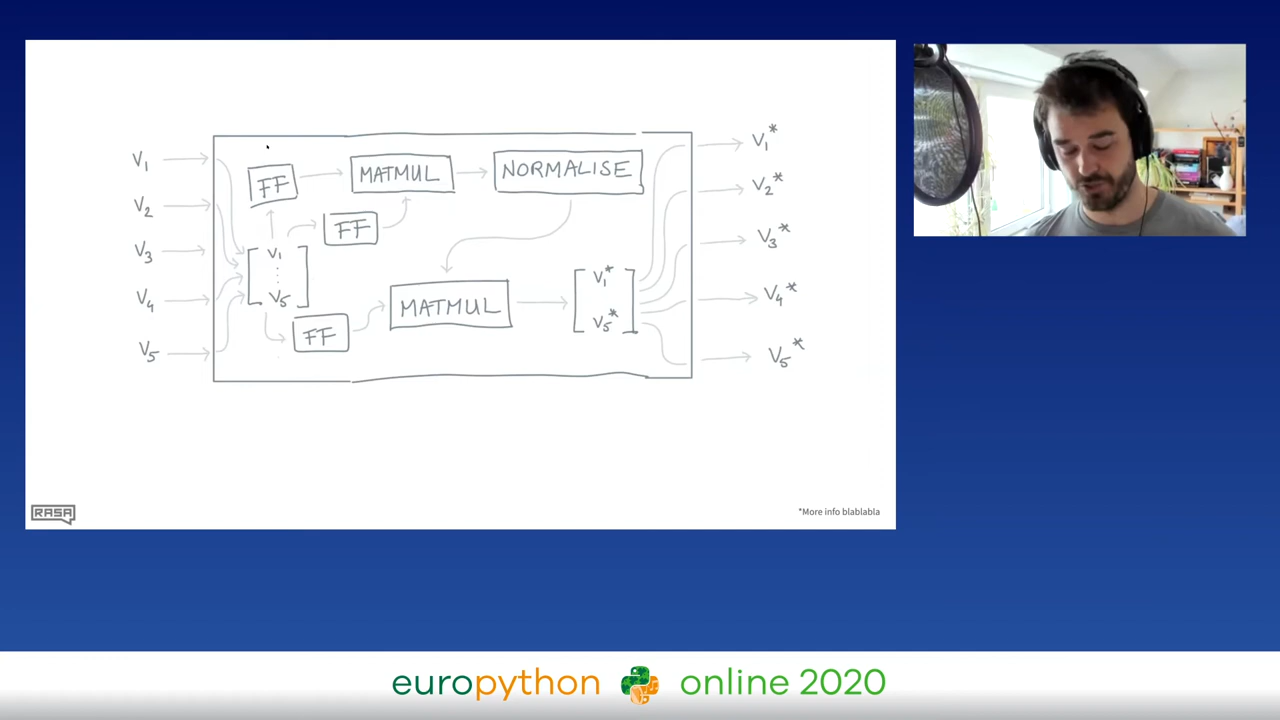 V1
V2
V3
V4
V5
FF
MATMUL
NORMALISE
FF
V1
V5
FF
MATMUL
V1*
V5*
V1*
V2*
V3*
V4*
V5*
RASA
*More info blablabla
europython online 2020